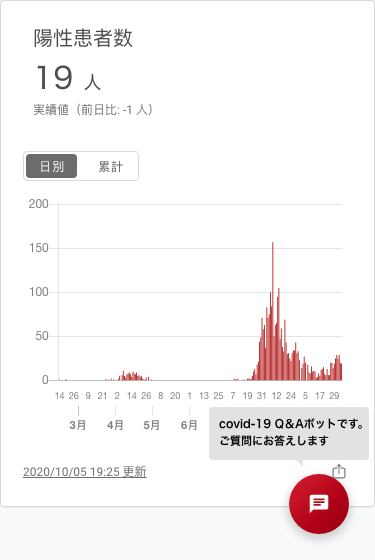 陽性患者数
19 人
実績値（前日比: -1 人）
日別 累計
200
150
100
50
0
14 26 9 21 2 14 26 8 20 1 13 25 7 19 31 12 24 5 17 29
3月 4月 5月 6月
covid-19 Q&Aボットです。
ご質問にお答えします
2020/10/05 19:25 更新